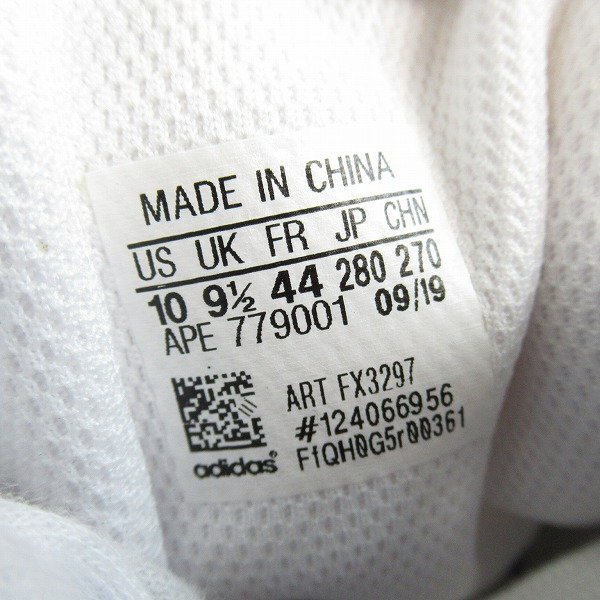 MADE IN CHINA
US UK FR JP CHN
10 9½ 44 280 270
APE 779001 09/19
ART FX3297
#124066956
F1QH0G5r00361
adidas